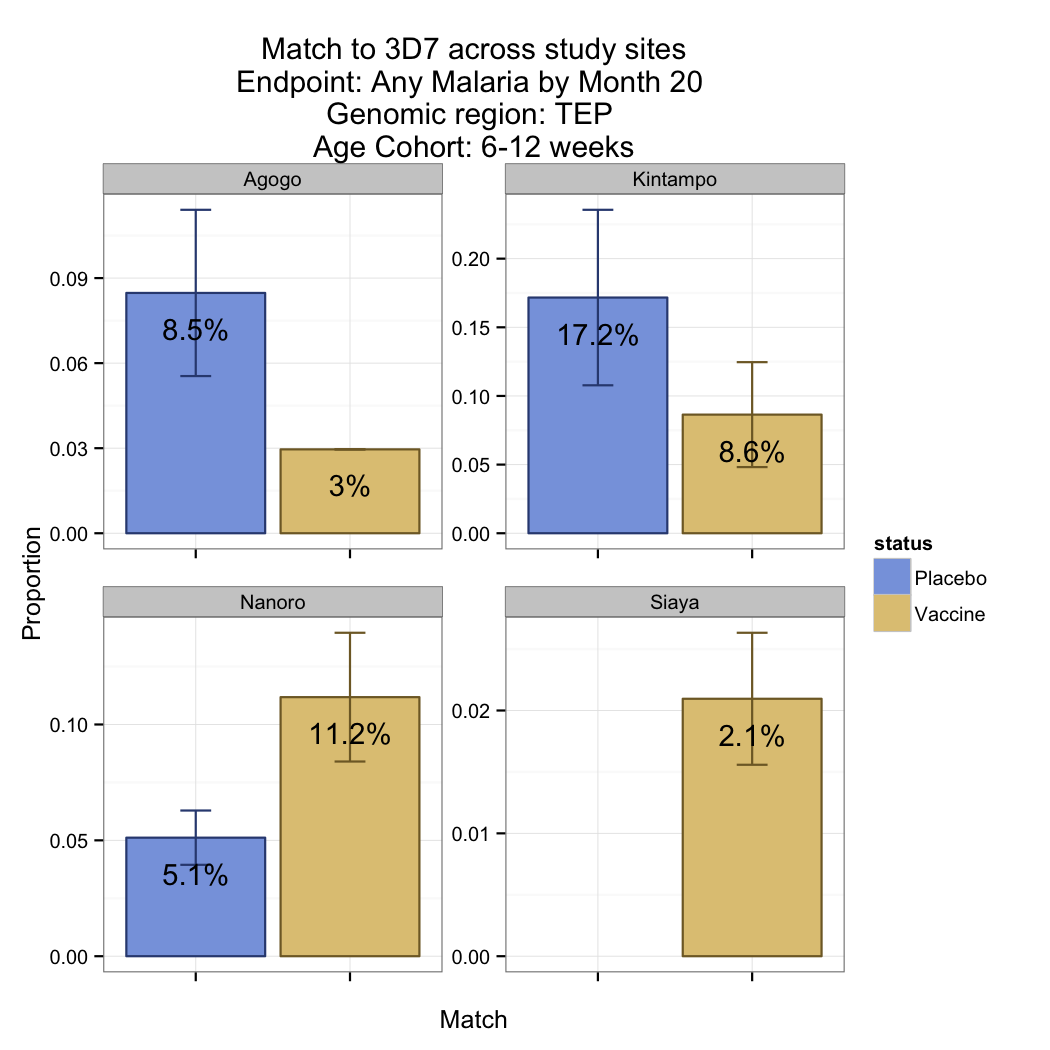 Match to 3D7 across study sites
Endpoint: Any Malaria by Month 20
Genomic region: TEP
Age Cohort: 6-12 weeks
Agogo
Kintampo
0.09
0.06
0.03
0.00
8.5%
3%
0.20
0.15
0.10
0.05
0.00
17.2%
8.6%
Nanoro
Siaya
0.10
0.05
0.00
5.1%
11.2%
0.02
0.01
0.00
2.1%
Proportion
Match
status
Placebo
Vaccine